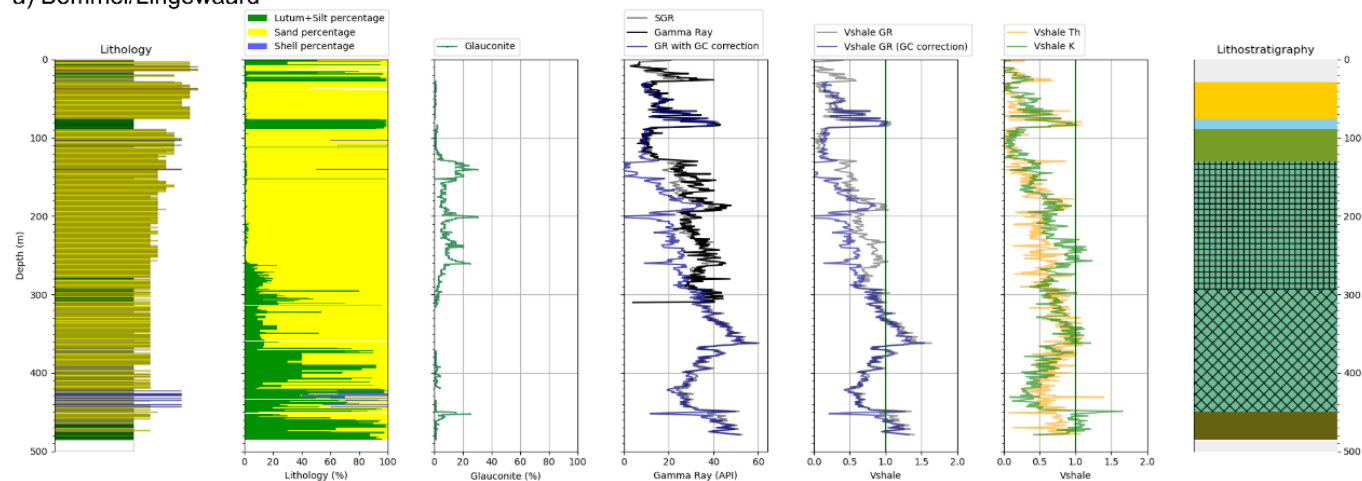 a) Bommel/Lingewaard
Lutum+Silt percentage
Sand percentage
Shell percentage
Glauconite
SGR
Gamma Ray
GR with GC correction
Vshale GR
Vshale GR (GC correction)
Vshale Th
Vshale K
Lithology
Lithostratigraphy
0
100
200
300
400
500
Depth (m)
0 20 40 60 80 100
Lithology (%)
0 20 40 60 80 100
Glauconite (%)
0 20 40 60
Gamma Ray (API)
0.0 0.5 1.0 1.5 2.0
Vshale
0.0 0.5 1.0 1.5 2.0
Vshale
0
100
200
300
400
500